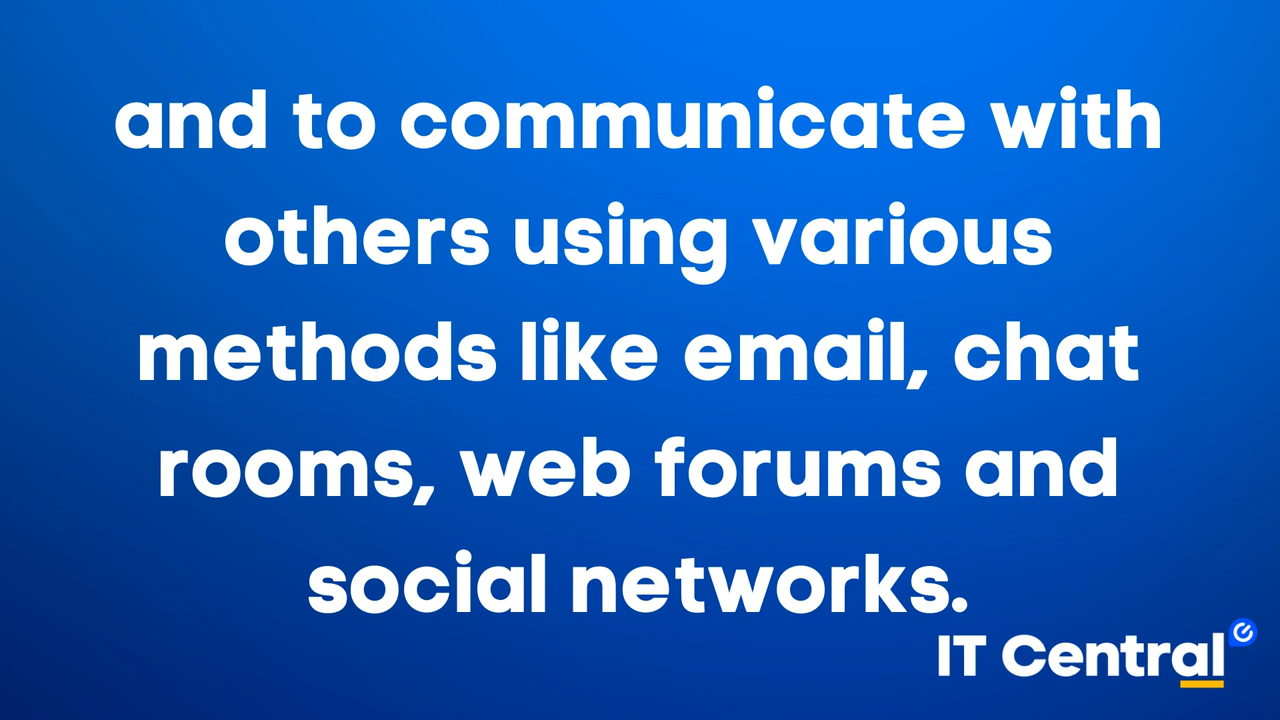 and to communicate with
others using various
methods like email, chat
rooms, web forums and
social networks.
IT Central